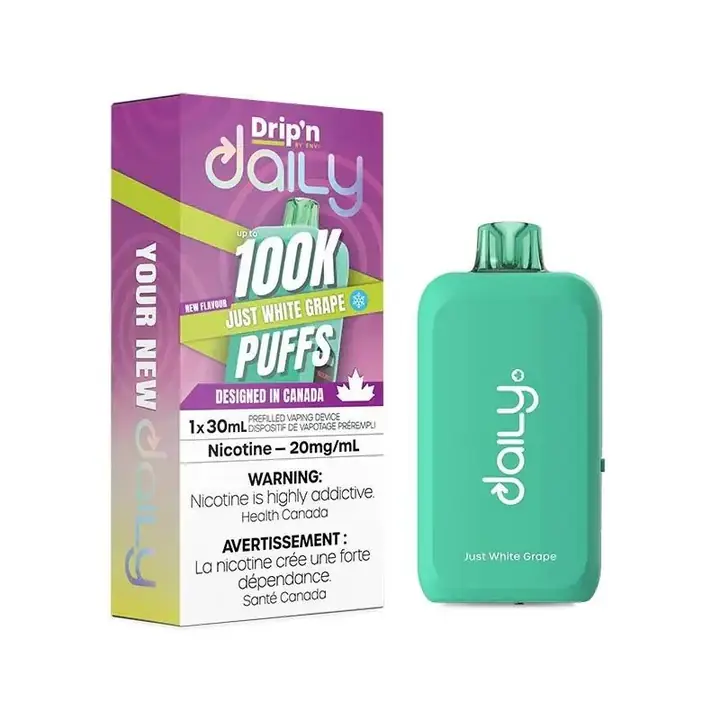 Drip'n
BY ENVI
daily
up to
100K
NEW FLAVOUR
JUST WHITE GRAPE
PUFFS
DESIGNED IN CANADA
1 x 30mL
PREFILLED VAPING DEVICE
DISPOSITIF DE VAPOTAGE PRÉREMPLI
Nicotine – 20mg/mL
WARNING:
Nicotine is highly addictive.
Health Canada
AVERTISSEMENT :
La nicotine crée une forte
dépendance.
Santé Canada
YOUR NEW daily
daily
Just White Grape